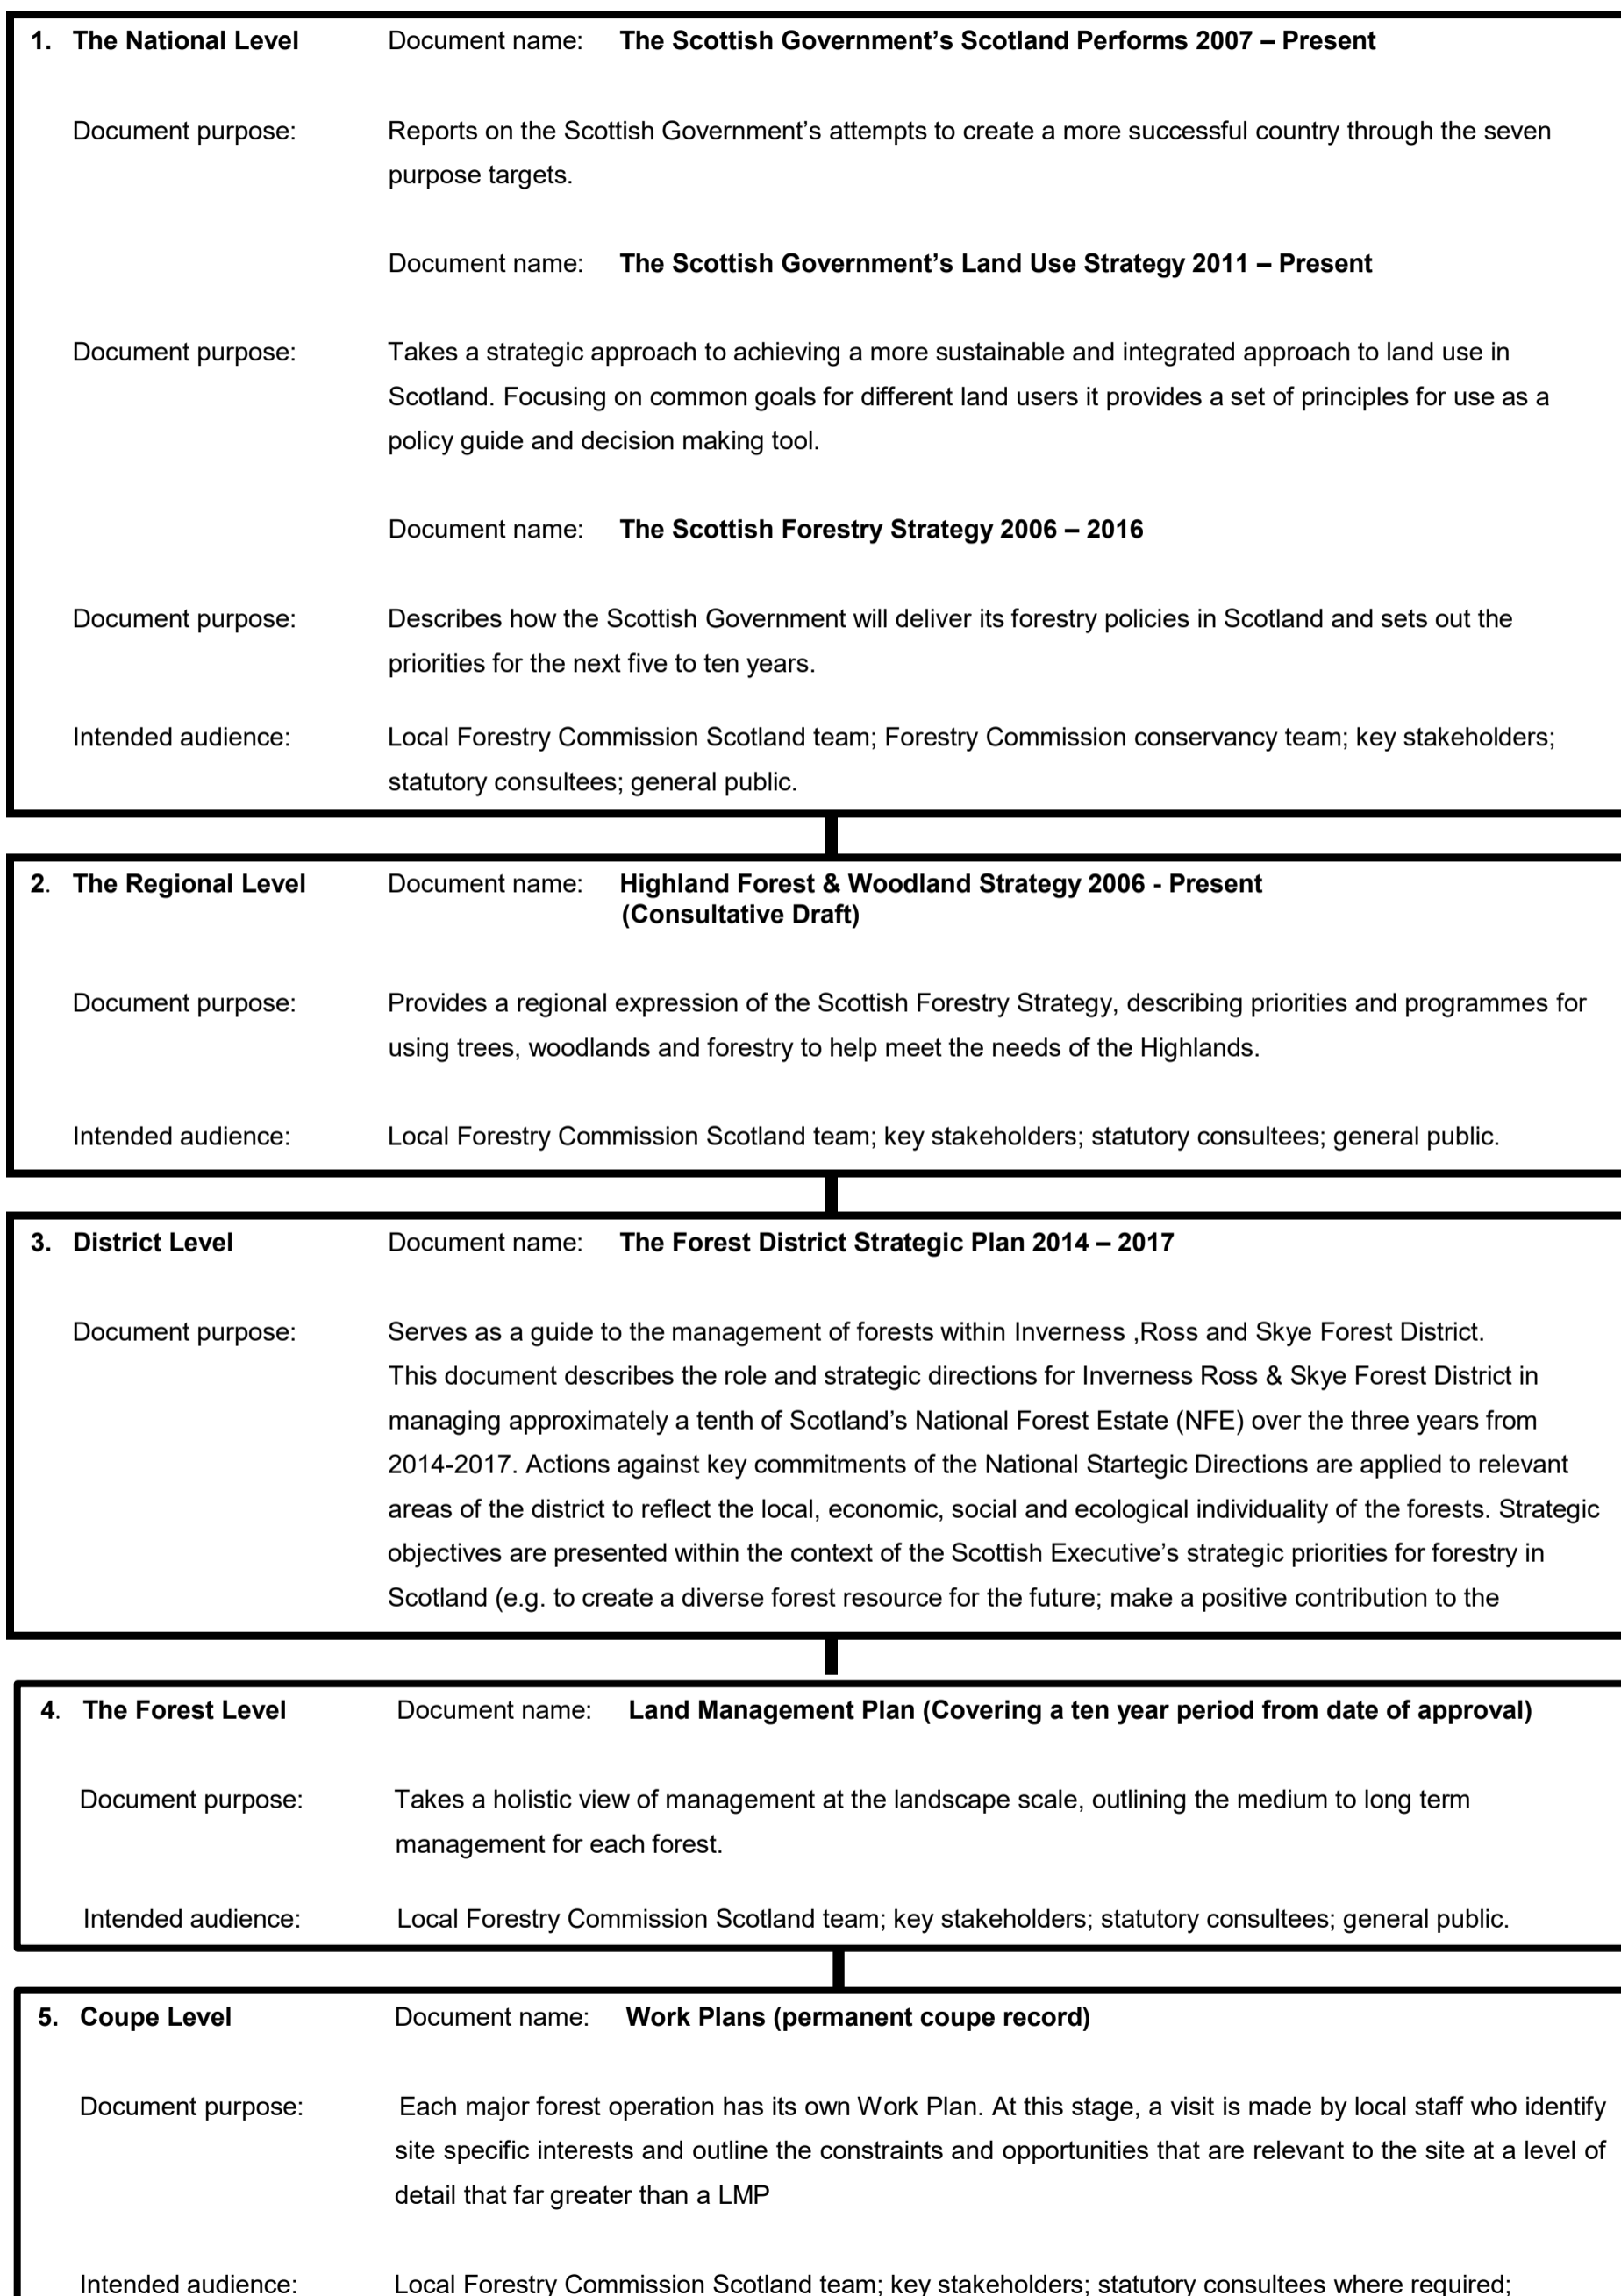 1. The National Level Document name: The Scottish Government's Scotland Performs 2007 – Present
Document purpose: Reports on the Scottish Government's attempts to create a more successful country through the seven
purpose targets.
Document name: The Scottish Government's Land Use Strategy 2011 – Present
Document purpose: Takes a strategic approach to achieving a more sustainable and integrated approach to land use in
Scotland. Focusing on common goals for different land users it provides a set of principles for use as a
policy guide and decision making tool.
Document name: The Scottish Forestry Strategy 2006 – 2016
Document purpose: Describes how the Scottish Government will deliver its forestry policies in Scotland and sets out the
priorities for the next five to ten years.
Intended audience: Local Forestry Commission Scotland team; Forestry Commission conservancy team; key stakeholders;
statutory consultees; general public.
2. The Regional Level Document name: Highland Forest & Woodland Strategy 2006 - Present
(Consultative Draft)
Document purpose: Provides a regional expression of the Scottish Forestry Strategy, describing priorities and programmes for
using trees, woodlands and forestry to help meet the needs of the Highlands.
Intended audience: Local Forestry Commission Scotland team; key stakeholders; statutory consultees; general public.
3. District Level Document name: The Forest District Strategic Plan 2014 – 2017
Document purpose: Serves as a guide to the management of forests within Inverness ,Ross and Skye Forest District.
This document describes the role and strategic directions for Inverness Ross & Skye Forest District in
managing approximately a tenth of Scotland's National Forest Estate (NFE) over the three years from
2014-2017. Actions against key commitments of the National Startegic Directions are applied to relevant
areas of the district to reflect the local, economic, social and ecological individuality of the forests. Strategic
objectives are presented within the context of the Scottish Executive's strategic priorities for forestry in
Scotland (e.g. to create a diverse forest resource for the future; make a positive contribution to the
4. The Forest Level Document name: Land Management Plan (Covering a ten year period from date of approval)
Document purpose: Takes a holistic view of management at the landscape scale, outlining the medium to long term
management for each forest.
Intended audience: Local Forestry Commission Scotland team; key stakeholders; statutory consultees; general public.
5. Coupe Level Document name: Work Plans (permanent coupe record)
Document purpose: Each major forest operation has its own Work Plan. At this stage, a visit is made by local staff who identify
site specific interests and outline the constraints and opportunities that are relevant to the site at a level of
detail that far greater than a LMP
Intended audience: Local Forestry Commission Scotland team; key stakeholders; statutory consultees where required;